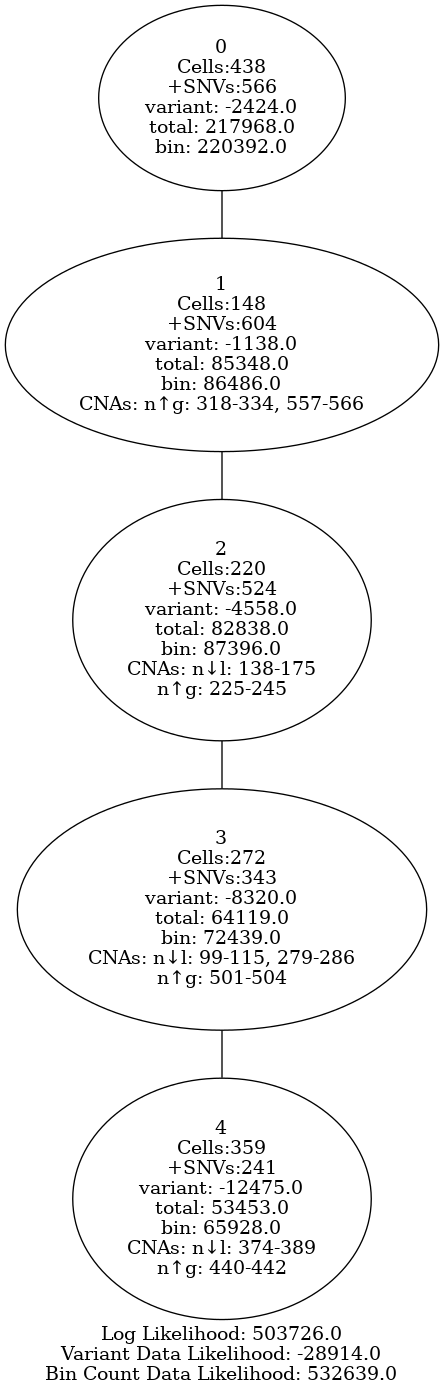 0
Cells:438
+SNVs:566
variant: -2424.0
total: 217968.0
bin: 220392.0
1
Cells:148
+SNVs:604
variant: -1138.0
total: 85348.0
bin: 86486.0
CNAs: n↑g: 318-334, 557-566
2
Cells:220
+SNVs:524
variant: -4558.0
total: 82838.0
bin: 87396.0
CNAs: n↓l: 138-175
n↑g: 225-245
3
Cells:272
+SNVs:343
variant: -8320.0
total: 64119.0
bin: 72439.0
CNAs: n↓l: 99-115, 279-286
n↑g: 501-504
4
Cells:359
+SNVs:241
variant: -12475.0
total: 53453.0
bin: 65928.0
CNAs: n↓l: 374-389
n↑g: 440-442
Log Likelihood: 503726.0
Variant Data Likelihood: -28914.0
Bin Count Data Likelihood: 532639.0